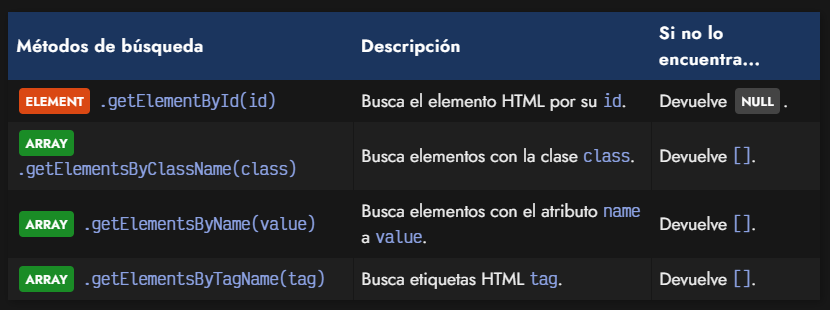 Métodos de búsqueda Descripción Si no lo
encuentra...
ELEMENT .getElementById(id) Busca el elemento HTML por su id. Devuelve NULL .
ARRAY
.getElementsByClassName(class) Busca elementos con la clase class. Devuelve [].
ARRAY .getElementsByName(value) Busca elementos con el atributo name
a value. Devuelve [].
ARRAY .getElementsByTagName(tag) Busca etiquetas HTML tag. Devuelve [].